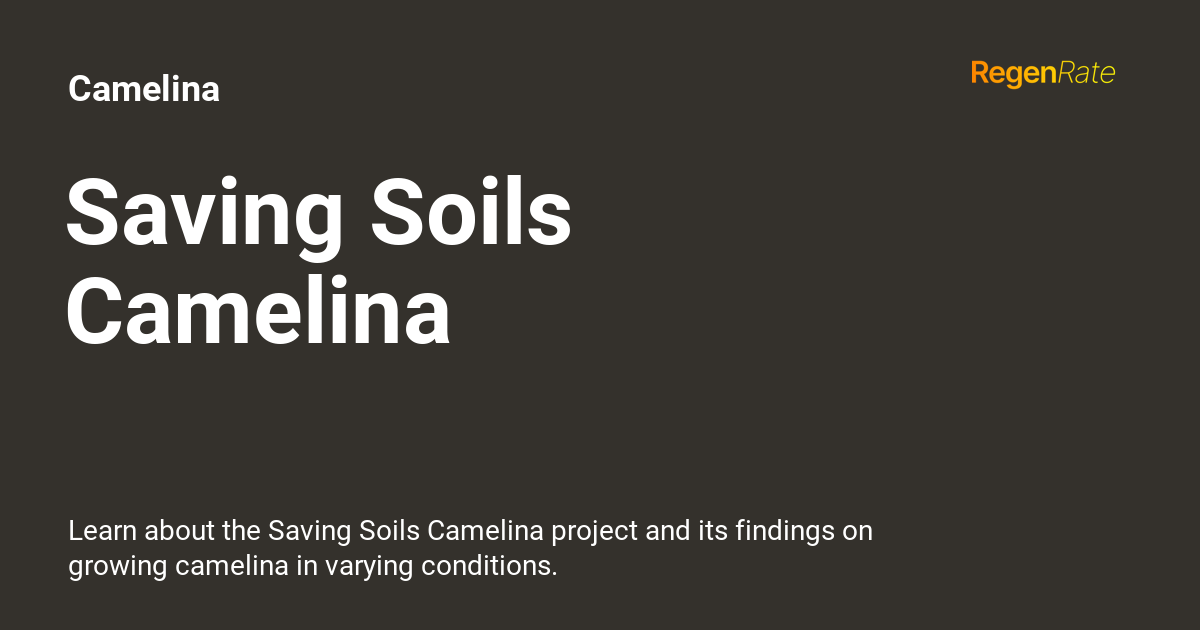 Camelina
RegenRate
Saving Soils
Camelina
Learn about the Saving Soils Camelina project and its findings on
growing camelina in varying conditions.